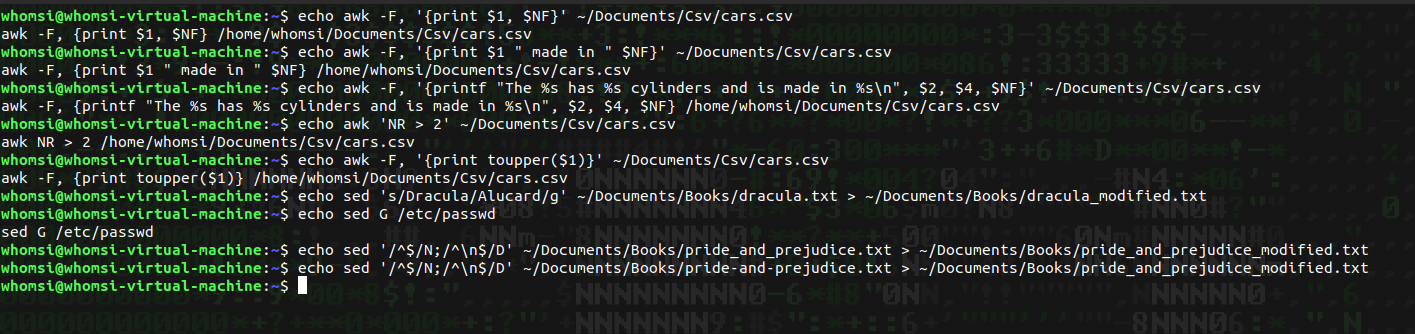 whomsi@whomsi-virtual-machine:~$ echo awk -F, '{print $1, $NF}' ~/Documents/Csv/cars.csv
awk -F, {print $1, $NF} /home/whomsi/Documents/Csv/cars.csv
whomsi@whomsi-virtual-machine:~$ echo awk -F, '{print $1 " made in " $NF}' ~/Documents/Csv/cars.csv
awk -F, {print $1 " made in " $NF} /home/whomsi/Documents/Csv/cars.csv
whomsi@whomsi-virtual-machine:~$ echo awk -F, '{printf "The %s has %s cylinders and is made in %s\n", $2, $4, $NF}' ~/Documents/Csv/cars.csv
awk -F, {printf "The %s has %s cylinders and is made in %s\n", $2, $4, $NF} /home/whomsi/Documents/Csv/cars.csv
whomsi@whomsi-virtual-machine:~$ echo awk 'NR > 2' ~/Documents/Csv/cars.csv
awk NR > 2 /home/whomsi/Documents/Csv/cars.csv
whomsi@whomsi-virtual-machine:~$ echo awk -F, '{print toupper($1)}' ~/Documents/Csv/cars.csv
awk -F, {print toupper($1)} /home/whomsi/Documents/Csv/cars.csv
whomsi@whomsi-virtual-machine:~$ echo sed 's/Dracula/Alucard/g' ~/Documents/Books/dracula.txt > ~/Documents/Books/dracula_modified.txt
whomsi@whomsi-virtual-machine:~$ echo sed G /etc/passwd
sed G /etc/passwd
whomsi@whomsi-virtual-machine:~$ echo sed '/^$/N;/^\n$/D' ~/Documents/Books/pride_and_prejudice.txt > ~/Documents/Books/pride_and_prejudice_modified.txt
whomsi@whomsi-virtual-machine:~$ echo sed '/^$/N;/^\n$/D' ~/Documents/Books/pride-and-prejudice.txt > ~/Documents/Books/pride_and_prejudice_modified.txt
whomsi@whomsi-virtual-machine:~$